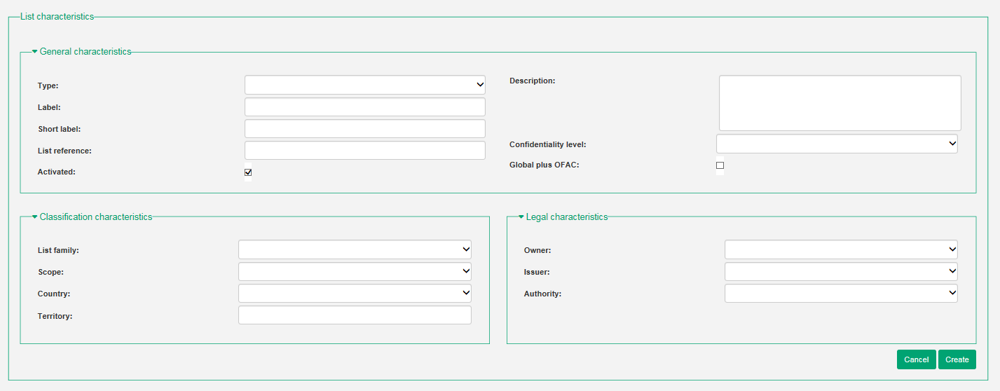 List characteristics
General characteristics
Type:
Label:
Short label:
List reference:
Activated:
Description:
Confidentiality level:
Global plus OFAC:
Classification characteristics
List family:
Scope:
Country:
Territory:
Legal characteristics
Owner:
Issuer:
Authority:
Cancel
Create